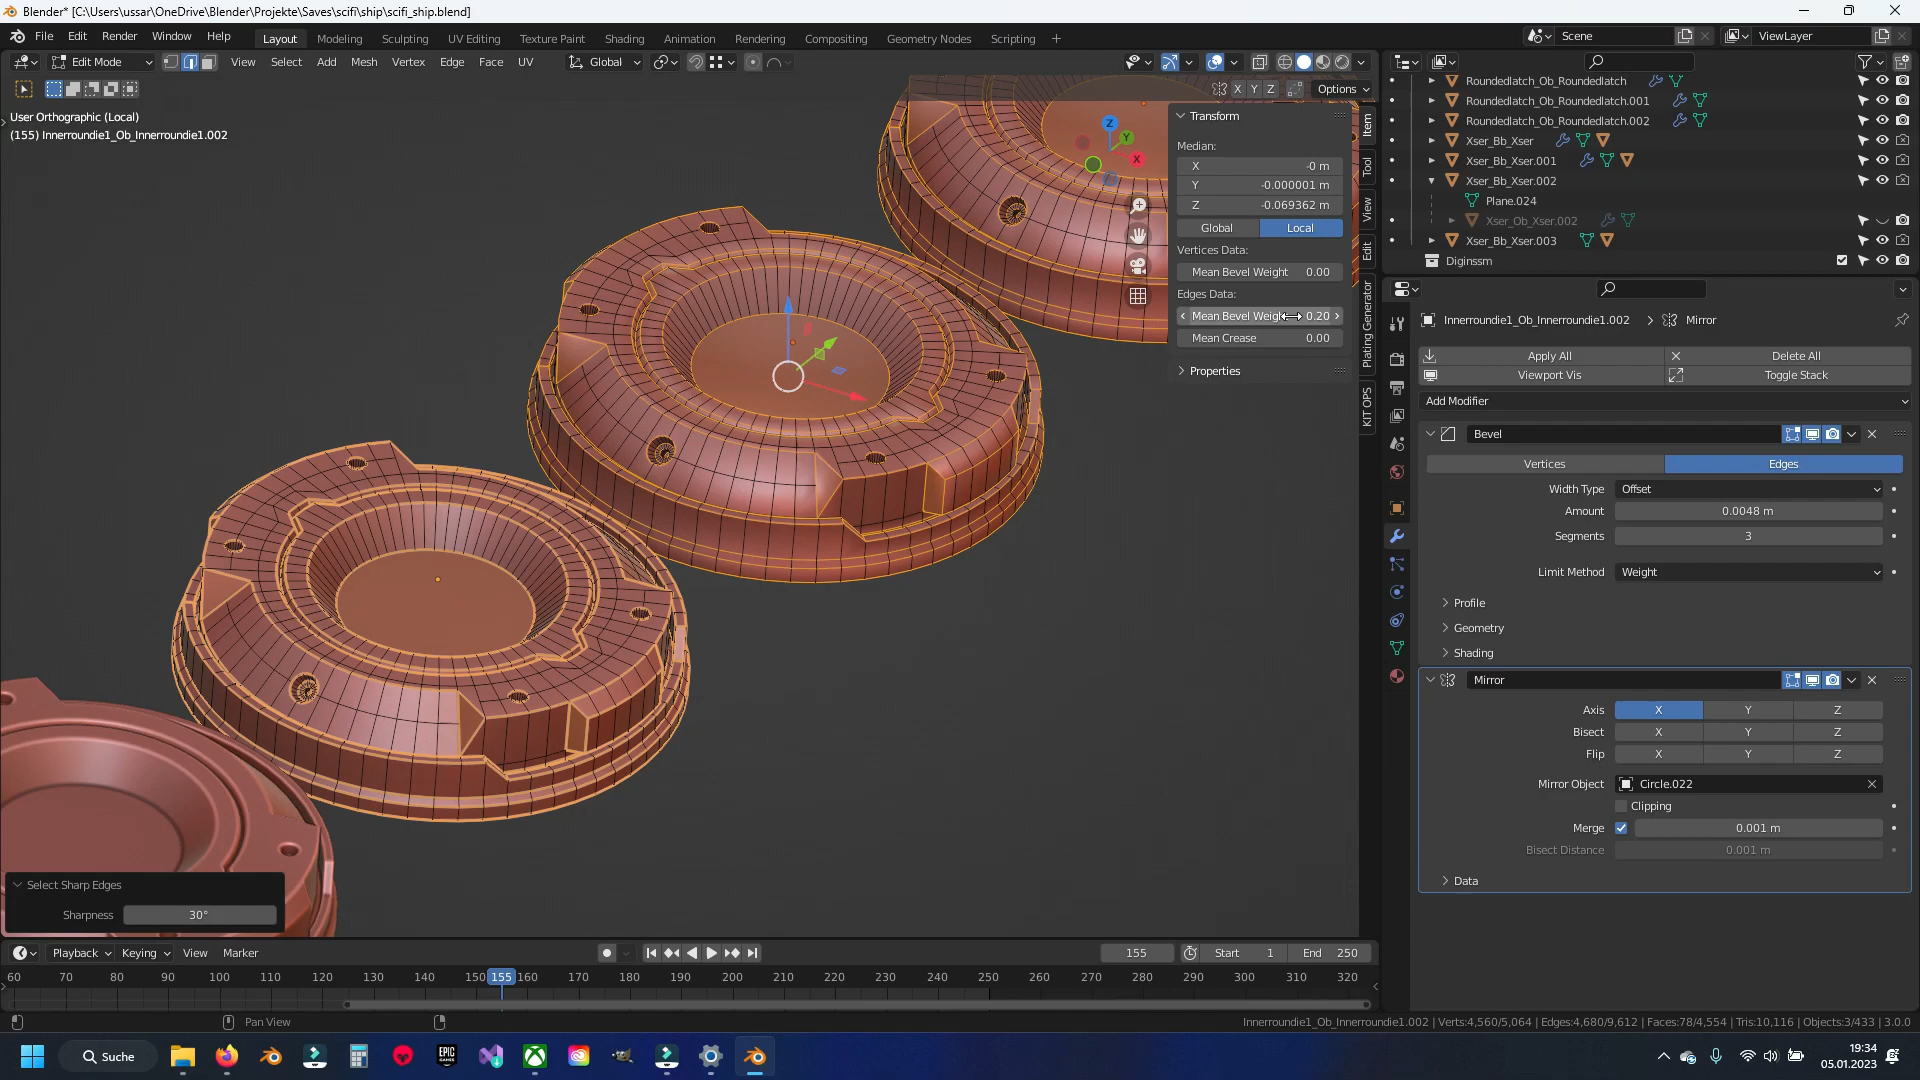 Blender* [C:\Users\ussar\OneDrive\Blender\Projekte\Saves\scifi\ship\scifi_ship.blend]
File Edit Render Window Help Layout Modeling Sculpting UV Editing Texture Paint Shading Animation Rendering Compositing Geometry Nodes Scripting + Scene ViewLayer
Edit Mode View Select Add Mesh Vertex Edge Face UV Global
X Y Z Options
User Orthographic (Local)
(155) Innerroundie1_Ob_Innerroundie1.002
Z Y X
Transform
Median:
X -0 m
Y -0.000001 m
Z -0.069362 m
Global Local
Vertices Data:
Mean Bevel Weight 0.00
Edges Data:
Mean Bevel Weigh 0.20
Mean Crease 0.00
Properties
Item
Tool
View
Edit
Plating Generator
KIT OPS
Roundedlatch_Ob_Roundedlatch
Roundedlatch_Ob_Roundedlatch.001
Roundedlatch_Ob_Roundedlatch.002
Xser_Bb_Xser
Xser_Bb_Xser.001
Xser_Bb_Xser.002
Plane.024
Xser_Ob_Xser.002
Xser_Bb_Xser.003
Diginssm
Innerroundie1_Ob_Innerroundie1.002 Mirror
Apply All Delete All
Viewport Vis Toggle Stack
Add Modifier
Bevel
Vertices Edges
Width Type Offset
Amount 0.0048 m
Segments 3
Limit Method Weight
Profile
Geometry
Shading
Mirror
Axis X Y Z
Bisect X Y Z
Flip X Y Z
Mirror Object Circle.022
Clipping
Merge 0.001 m
Bisect Distance 0.001 m
Data
Select Sharp Edges
Sharpness 30°
Playback Keying View Marker 155 Start 1 End 250
60 70 80 90 100 110 120 130 140 150 155 160 170 180 190 200 210 220 230 240 250 260 270 280 290 300 310 320
Pan View
Innerroundie1_Ob_Innerroundie1.002 | Verts:4,560/5,064 | Edges:4,680/9,612 | Faces:78/4,554 | Tris:10,116 | Objects:3/433 | 3.0.0
Suche
EPIC GAMES
19:34
05.01.2023